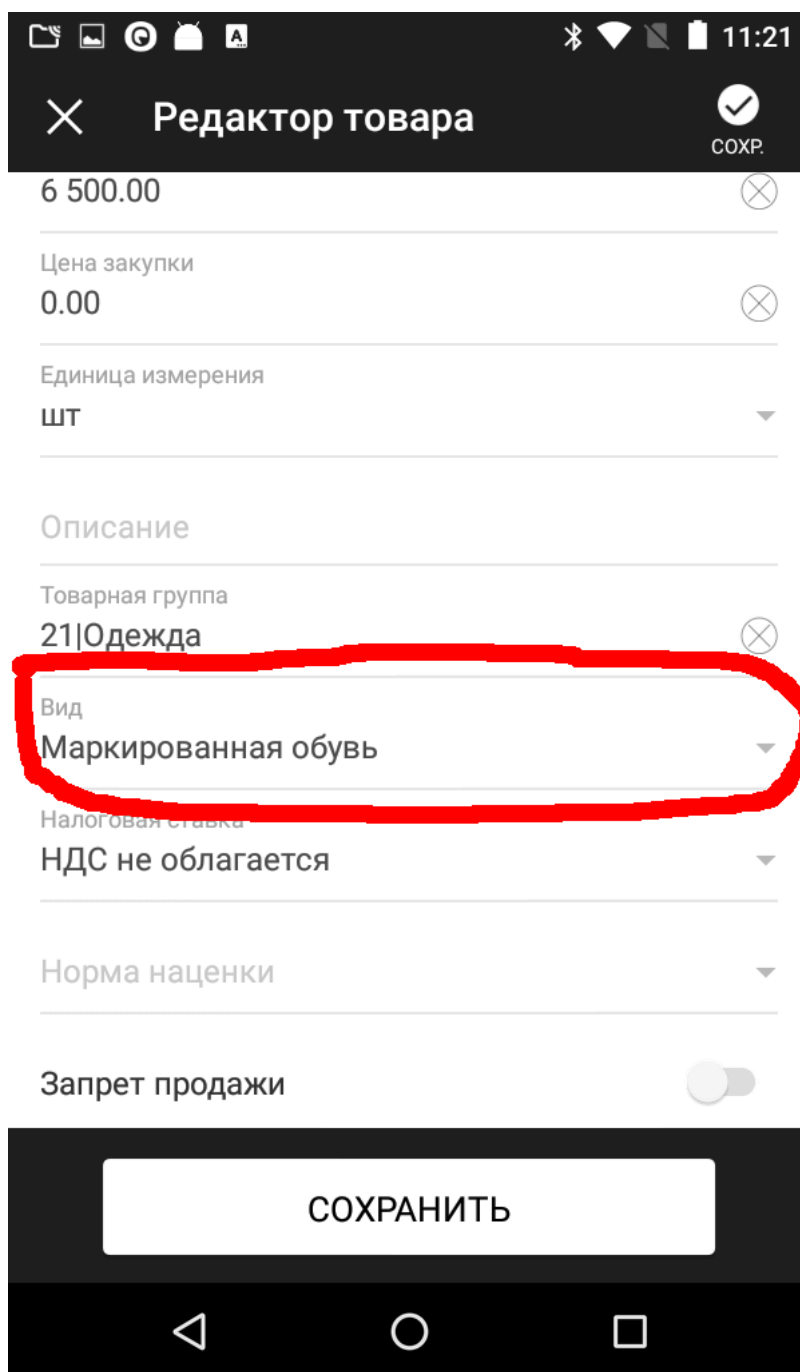 11:21
Редактор товара
СОХР.
6 500.00
Цена закупки
0.00
Единица измерения
шт
Описание
Товарная группа
21|Одежда
Вид
Маркированная обувь
Налоговая ставка
НДС не облагается
Норма наценки
Запрет продажи
СОХРАНИТЬ